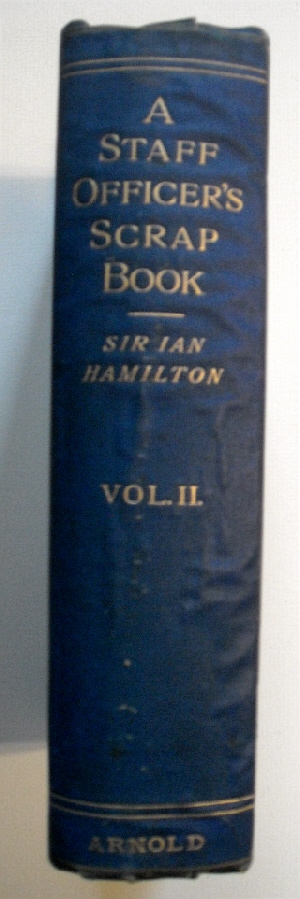 A
STAFF
OFFICER'S
SCRAP
BOOK
SIR IAN
HAMILTON
VOL. II.
ARNOLD